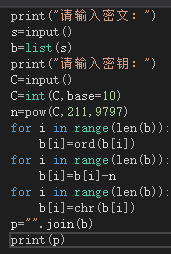 print("请输入密文：")
s=input()
b=list(s)
print("请输入密钥：")
C=input()
C=int(C,base=10)
n=pow(C,211,9797)
for i in range(len(b)):
    b[i]=ord(b[i])
for i in range(len(b)):
    b[i]=b[i]-n
for i in range(len(b)):
    b[i]=chr(b[i])
p="".join(b)
print(p)